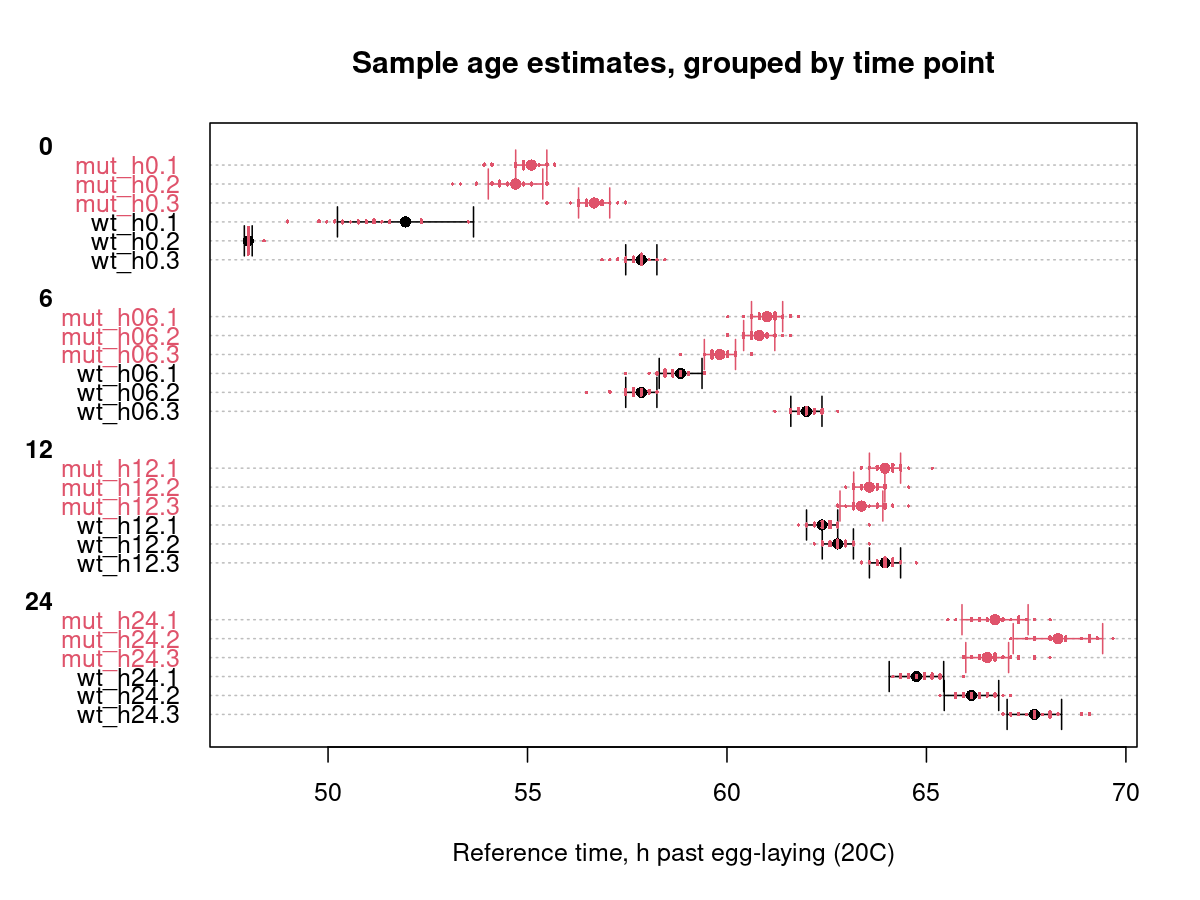 Sample age estimates, grouped by time point
0
mut_h0.1
mut_h0.2
mut_h0.3
wt_h0.1
wt_h0.2
wt_h0.3
6
mut_h06.1
mut_h06.2
mut_h06.3
wt_h06.1
wt_h06.2
wt_h06.3
12
mut_h12.1
mut_h12.2
mut_h12.3
wt_h12.1
wt_h12.2
wt_h12.3
24
mut_h24.1
mut_h24.2
mut_h24.3
wt_h24.1
wt_h24.2
wt_h24.3
50 55 60 65 70
Reference time, h past egg-laying (20C)